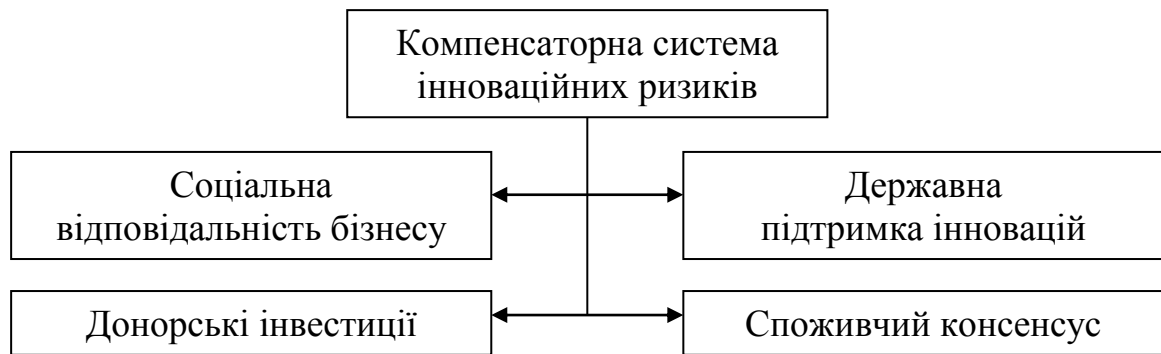 Компенсаторна система
інноваційних ризиків
Соціальна
відповідальність бізнесу
Державна
підтримка інновацій
Донорські інвестиції
Споживчий консенсус